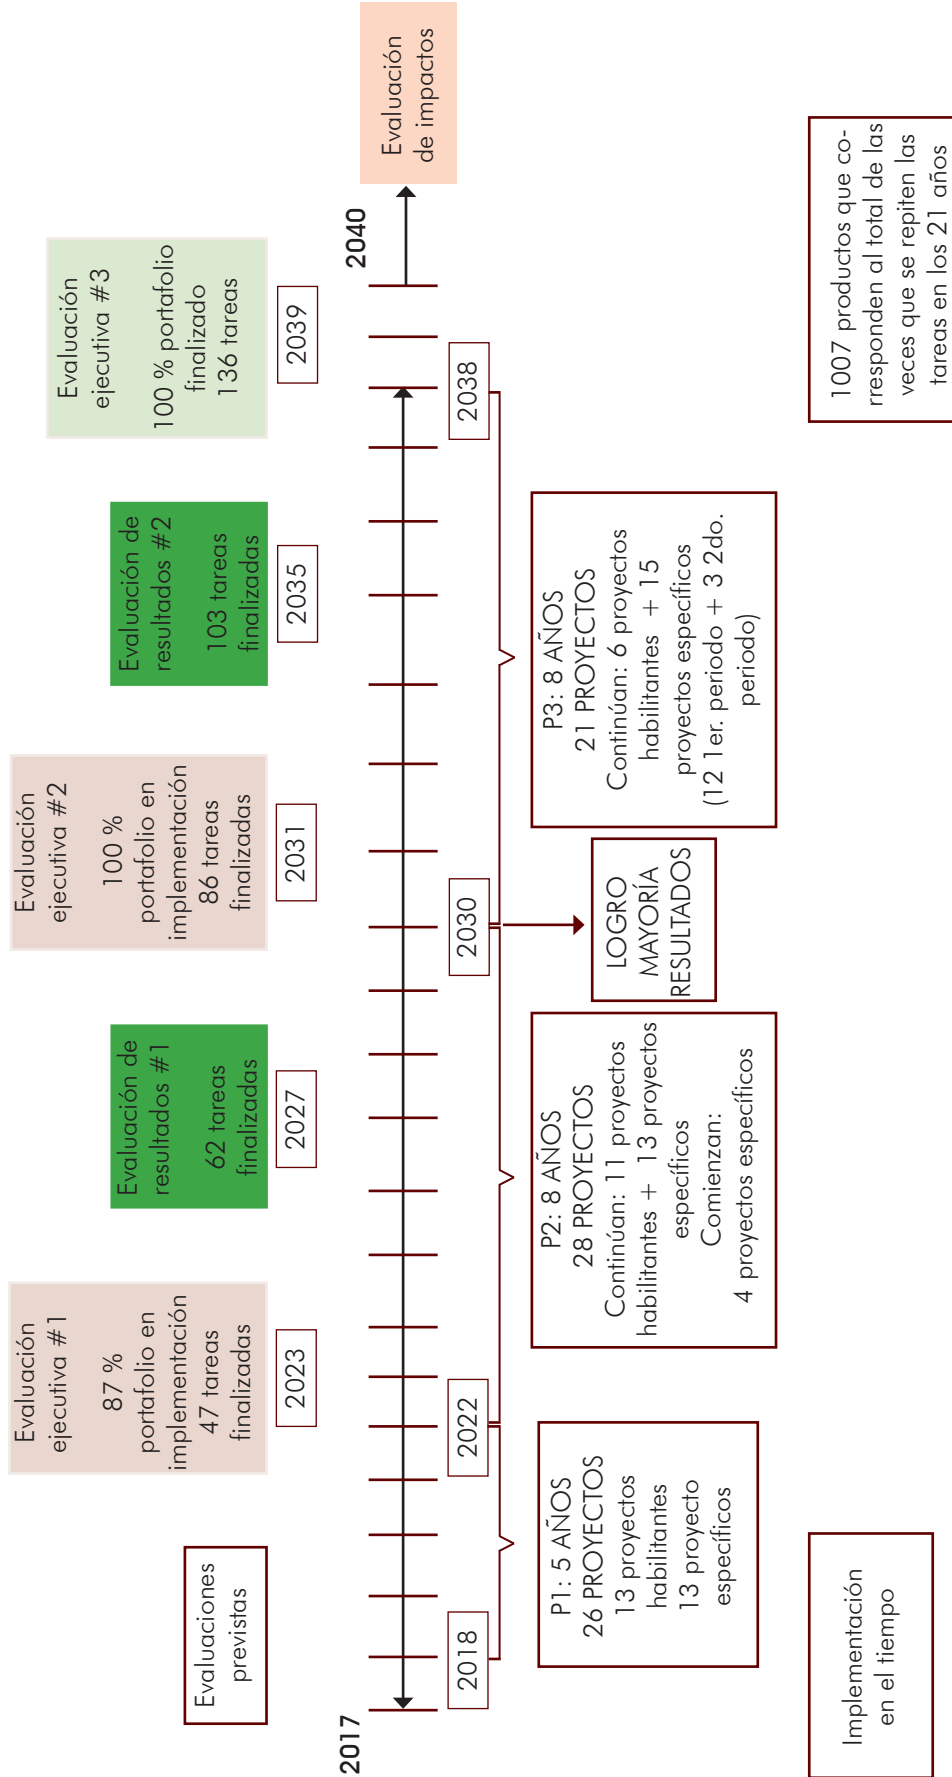 Evaluaciones
previstas
Evaluación
ejecutiva #1
87 %
portafolio en
implementación
47 tareas
finalizadas
2023
Evaluación de
resultados #1
62 tareas
finalizadas
2027
Evaluación
ejecutiva #2
100 %
portafolio en
implementación
86 tareas
finalizadas
2031
Evaluación de
resultados #2
103 tareas
finalizadas
2035
Evaluación
ejecutiva #3
100 % portafolio
finalizado
136 tareas
2039
2017
2040
Evaluación
de impactos
2018
2022
2030
2038
P1: 5 AÑOS
26 PROYECTOS
13 proyectos
habilitantes
13 proyecto
específicos
P2: 8 AÑOS
28 PROYECTOS
Continúan: 11 proyectos
habilitantes + 13 proyectos
específicos
Comienzan:
4 proyectos específicos
LOGRO
MAYORÍA
RESULTADOS
P3: 8 AÑOS
21 PROYECTOS
Continúan: 6 proyectos
habilitantes + 15
proyectos específicos
(12 1er. periodo + 3 2do.
periodo)
Implementación
en el tiempo
1007 productos que co-
rresponden al total de las
veces que se repiten las
tareas en los 21 años